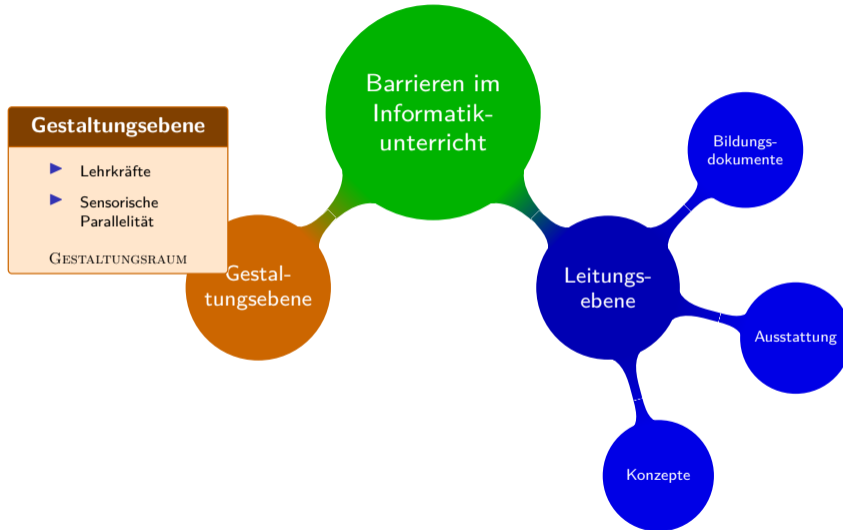 Barrieren im
Informatik-
unterricht
Gestaltungsebene
Lehrkräfte
Sensorische
Parallelität
Gestaltungsraum
Gestal-
tungsebene
Leitungs-
ebene
Bildungs-
dokumente
Ausstattung
Konzepte